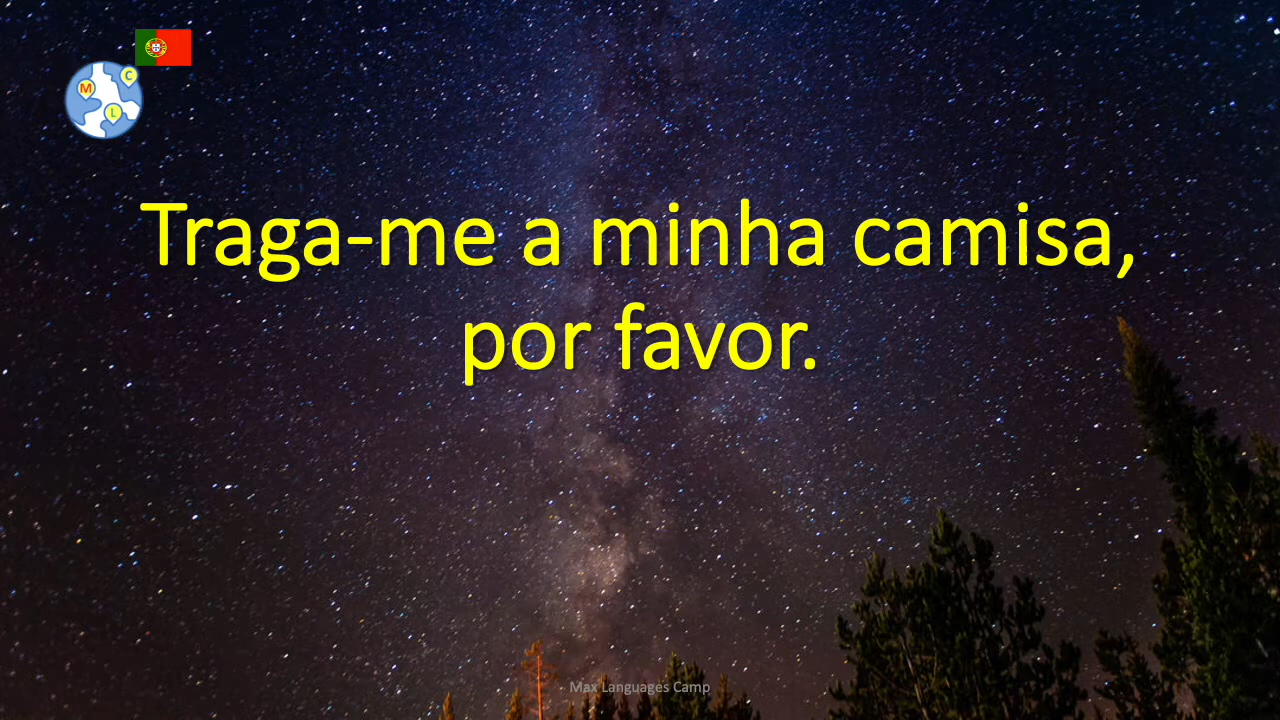 C
M
L
Traga-me a minha camisa,
por favor.
Max Languages Camp